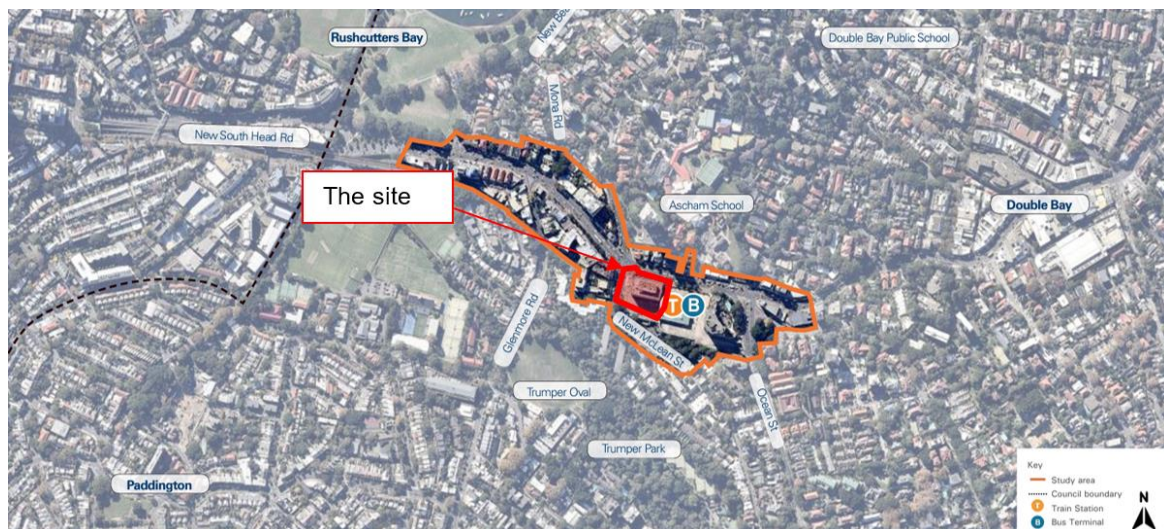 Rushcutters Bay
New Bea
Double Bay Public School
Mona Rd
New South Head Rd
The site
Ascham School
Double Bay
Glenmore Rd
T
B
New McLean St
Trumper Oval
Ocean St
Trumper Park
Paddington
Key
Study area
Council boundary
T
Train Station
B
Bus Terminal
N